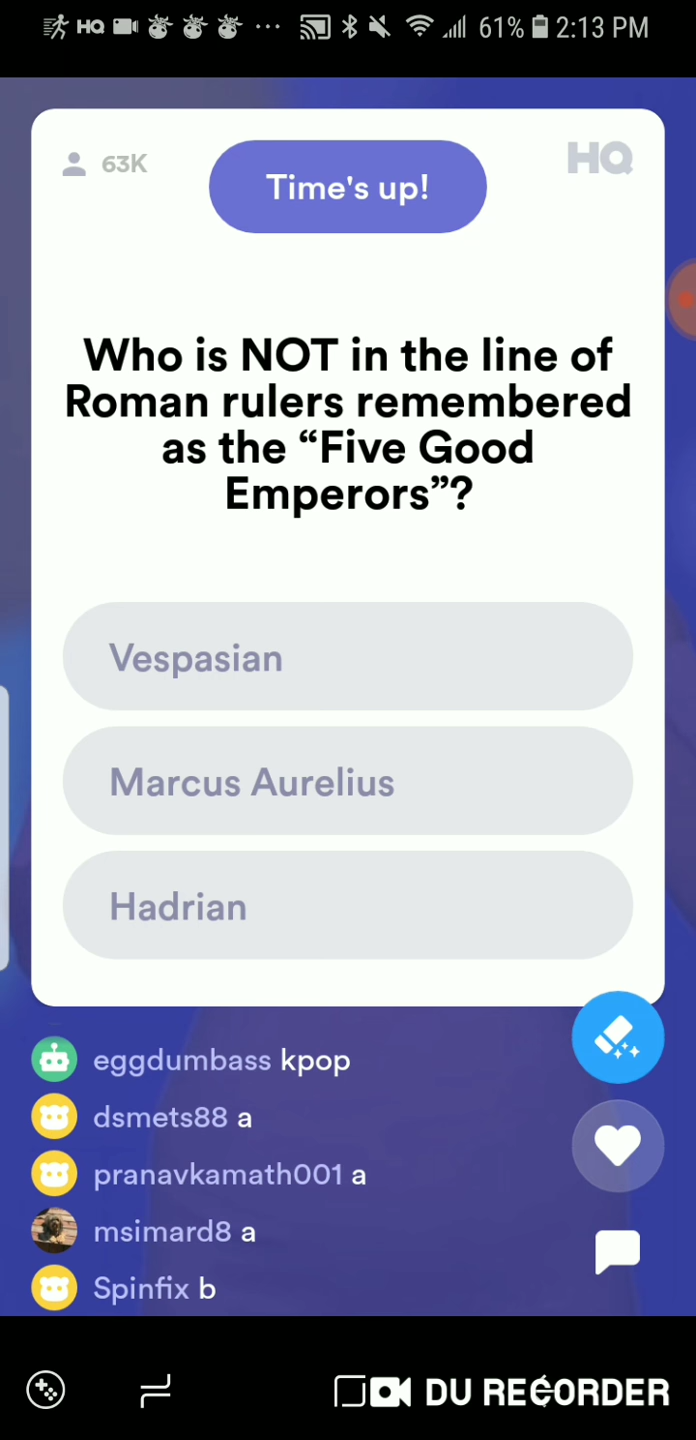 HQ 61% 2:13 PM
63K Time's up! HQ
Who is NOT in the line of
Roman rulers remembered
as the “Five Good
Emperors”?
Vespasian
Marcus Aurelius
Hadrian
eggdumbass kpop
dsmets88 a
pranavkamath001 a
msimard8 a
Spinfix b
DU RECORDER